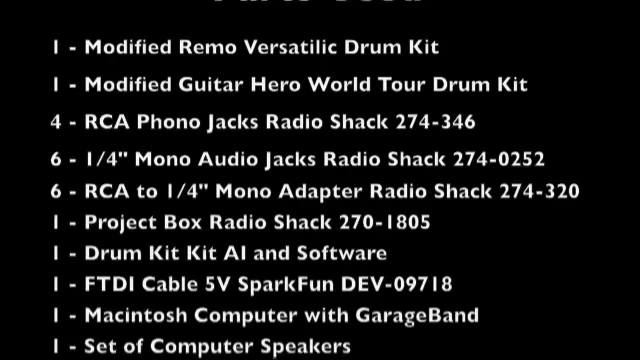 1 - Modified Remo Versatilic Drum Kit
1 - Modified Guitar Hero World Tour Drum Kit
4 - RCA Phono Jacks Radio Shack 274-346
6 - 1/4" Mono Audio Jacks Radio Shack 274-0252
6 - RCA to 1/4" Mono Adapter Radio Shack 274-320
1 - Project Box Radio Shack 270-1805
1 - Drum Kit Kit AI and Software
1 - FTDI Cable 5V SparkFun DEV-09718
1 - Macintosh Computer with GarageBand
1 - Set of Computer Speakers